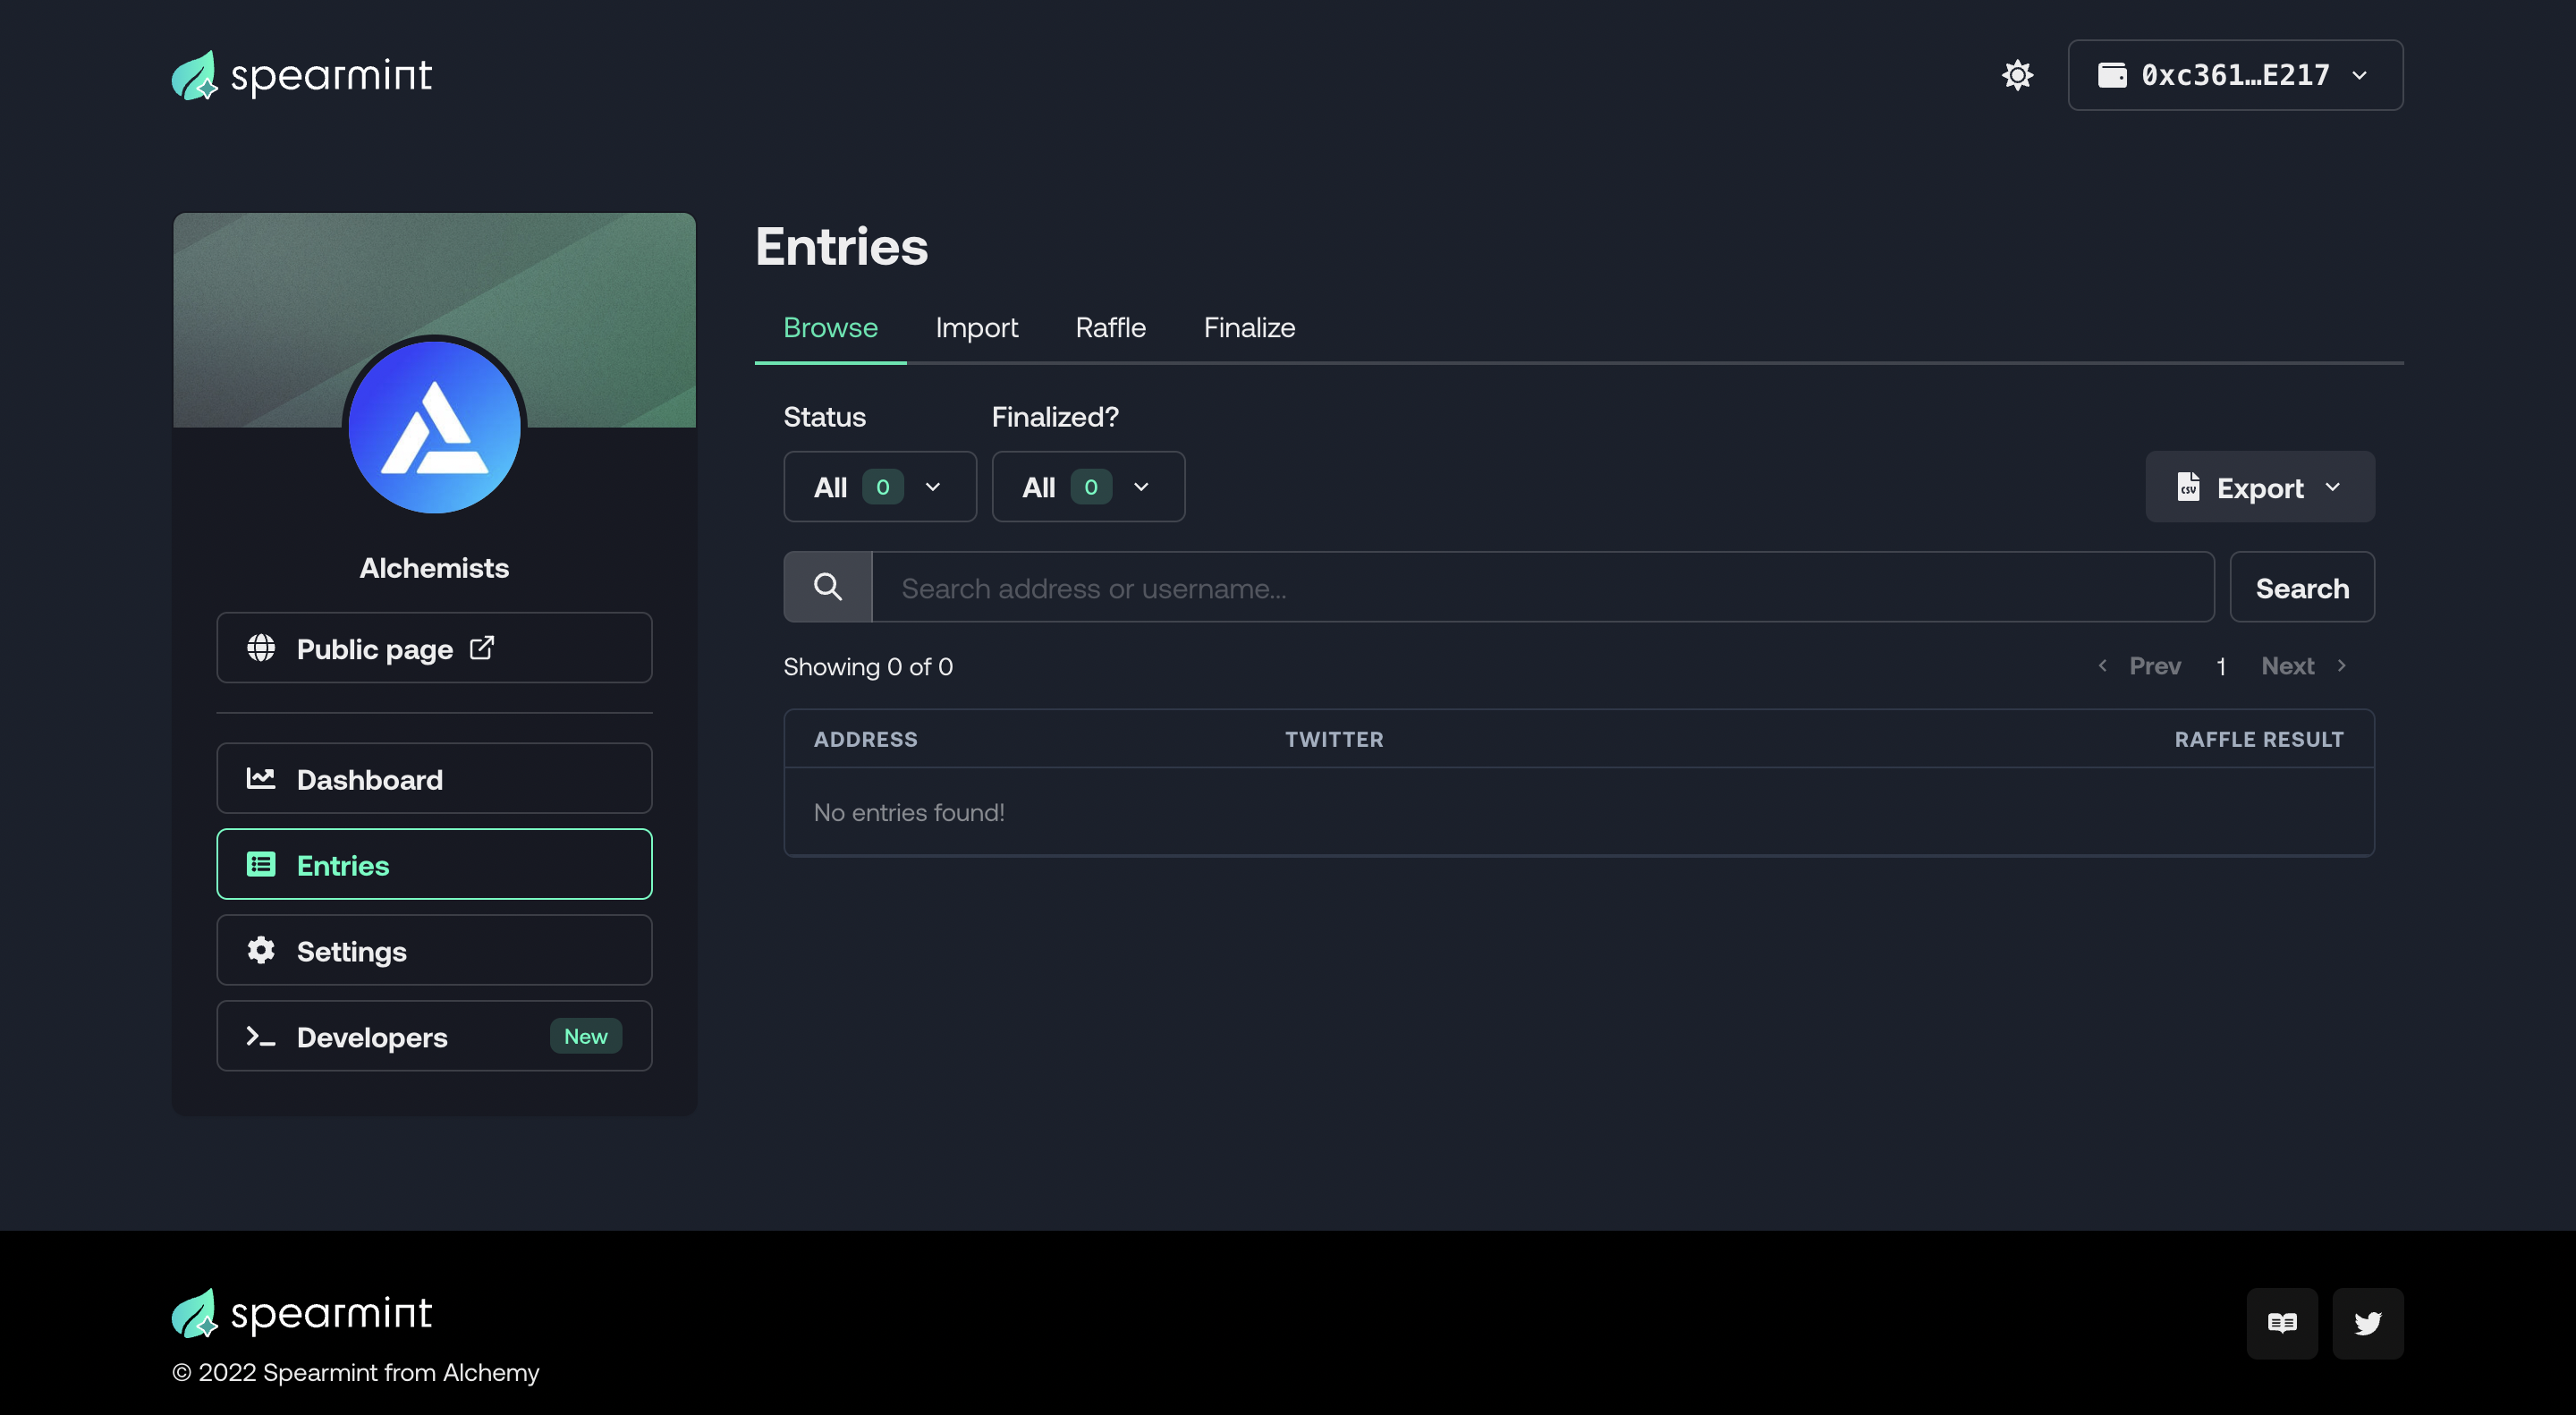 spearmint
0xc361…E217
Alchemists
Public page
Dashboard
Entries
Settings
Developers New
Entries
Browse Import Raffle Finalize
Status Finalized?
All 0 All 0
CSV Export
Search address or username... Search
Showing 0 of 0 Prev 1 Next
ADDRESS TWITTER RAFFLE RESULT
No entries found!
spearmint
© 2022 Spearmint from Alchemy